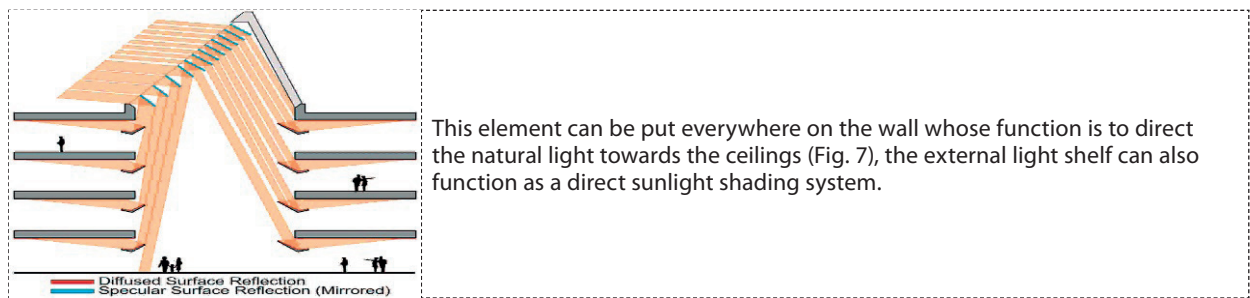 This element can be put everywhere on the wall whose function is to direct
the natural light towards the ceilings (Fig. 7), the external light shelf can also
function as a direct sunlight shading system.
Diffused Surface Reflection
Specular Surface Reflection (Mirrored)